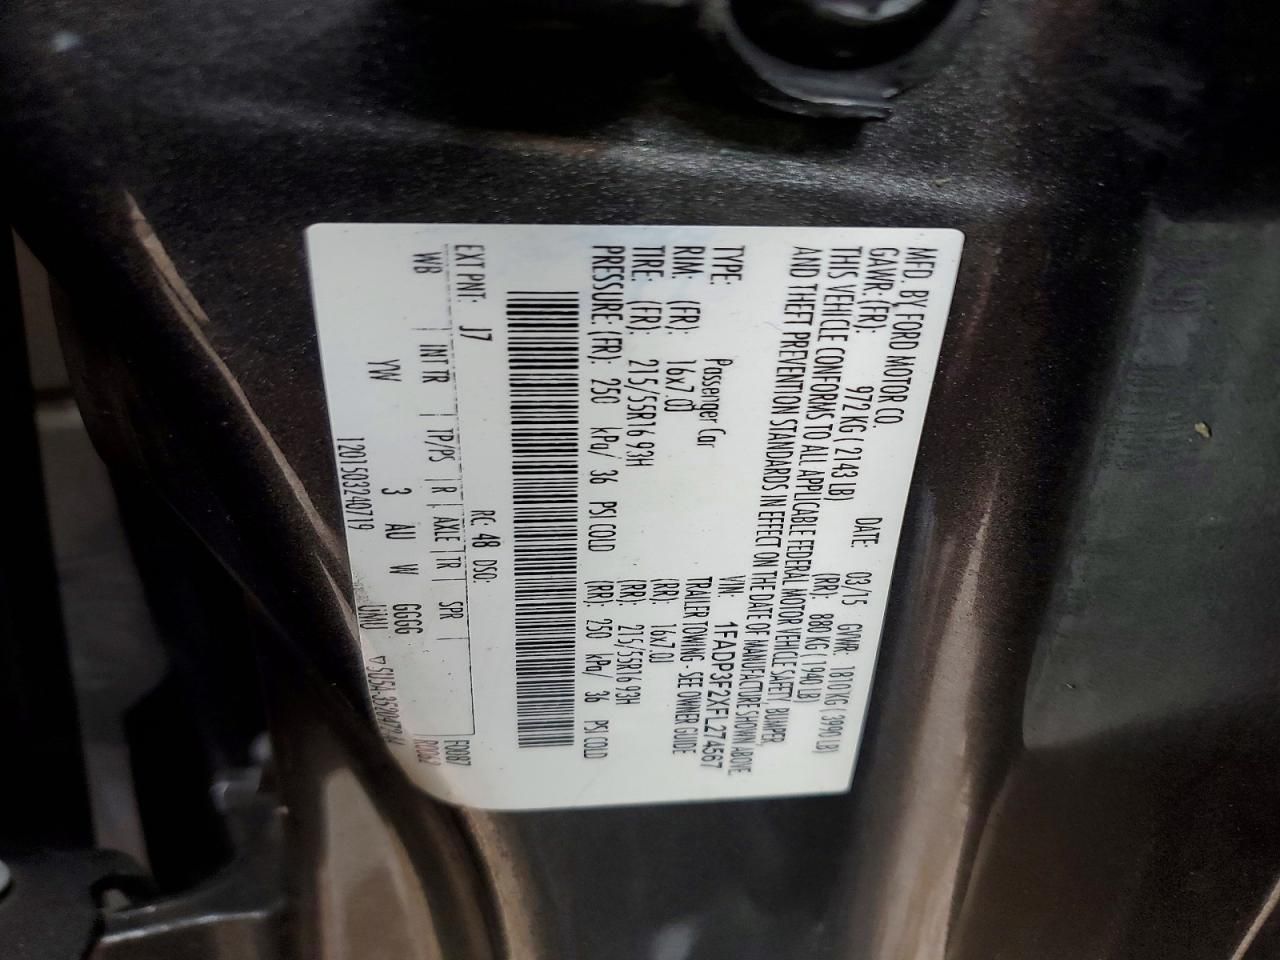 MFD. BY FORD MOTOR CO.
DATE: 03/15 GVWR: 1810 KG ( 3990 LB)
GAWR: (FR): 972 KG ( 2143 LB) (RR): 880 KG ( 1940 LB)
THIS VEHICLE CONFORMS TO ALL APPLICABLE FEDERAL MOTOR VEHICLE SAFETY, BUMPER,
AND THEFT PREVENTION STANDARDS IN EFFECT ON THE DATE OF MANUFACTURE SHOWN ABOVE.
VIN: 1FADP3F2XFL274567
TYPE: Passenger Car TRAILER TOWING - SEE OWNER GUIDE
RIM: (FR): 16x7.0J (RR): 16x7.0J
TIRE: (FR): 215/55R16 93H (RR): 215/55R16 93H
PRESSURE: (FR): 250 kPa/ 36 PSI COLD (RR): 250 kPa/ 36 PSI COLD
EXT PNT: J7 RC: 48 DSO: F0087
WB | INT TR | TP/PS | R | AXLE | TR | SPR | R0062
YW 3 AU W GGGG
1201503240719 UNU